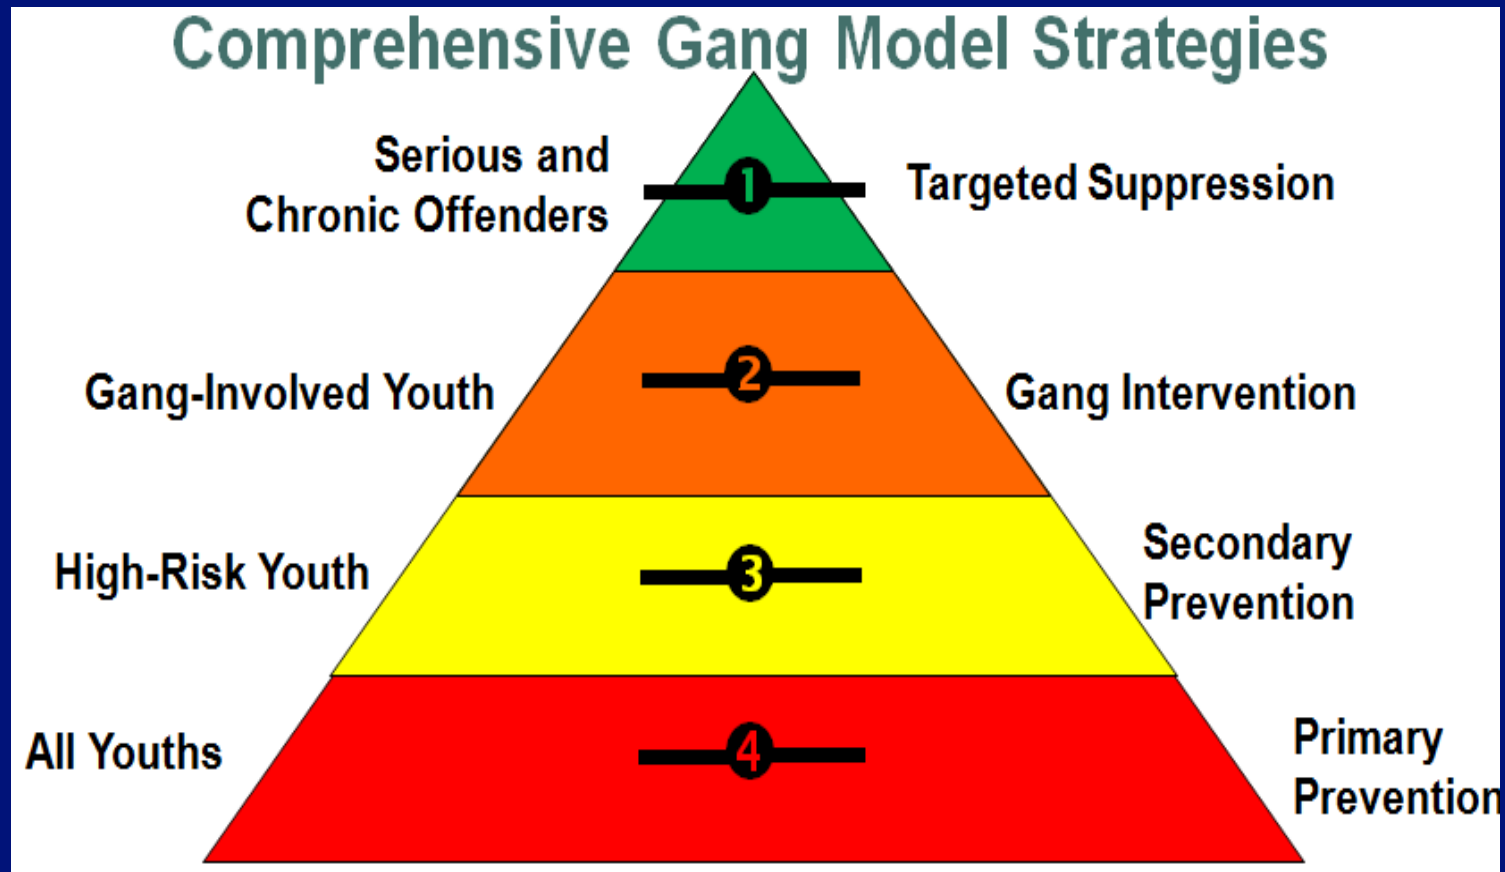 Comprehensive Gang Model Strategies
Serious and
Chronic Offenders
1
Targeted Suppression
Gang-Involved Youth
2
Gang Intervention
High-Risk Youth
3
Secondary
Prevention
All Youths
4
Primary
Prevention